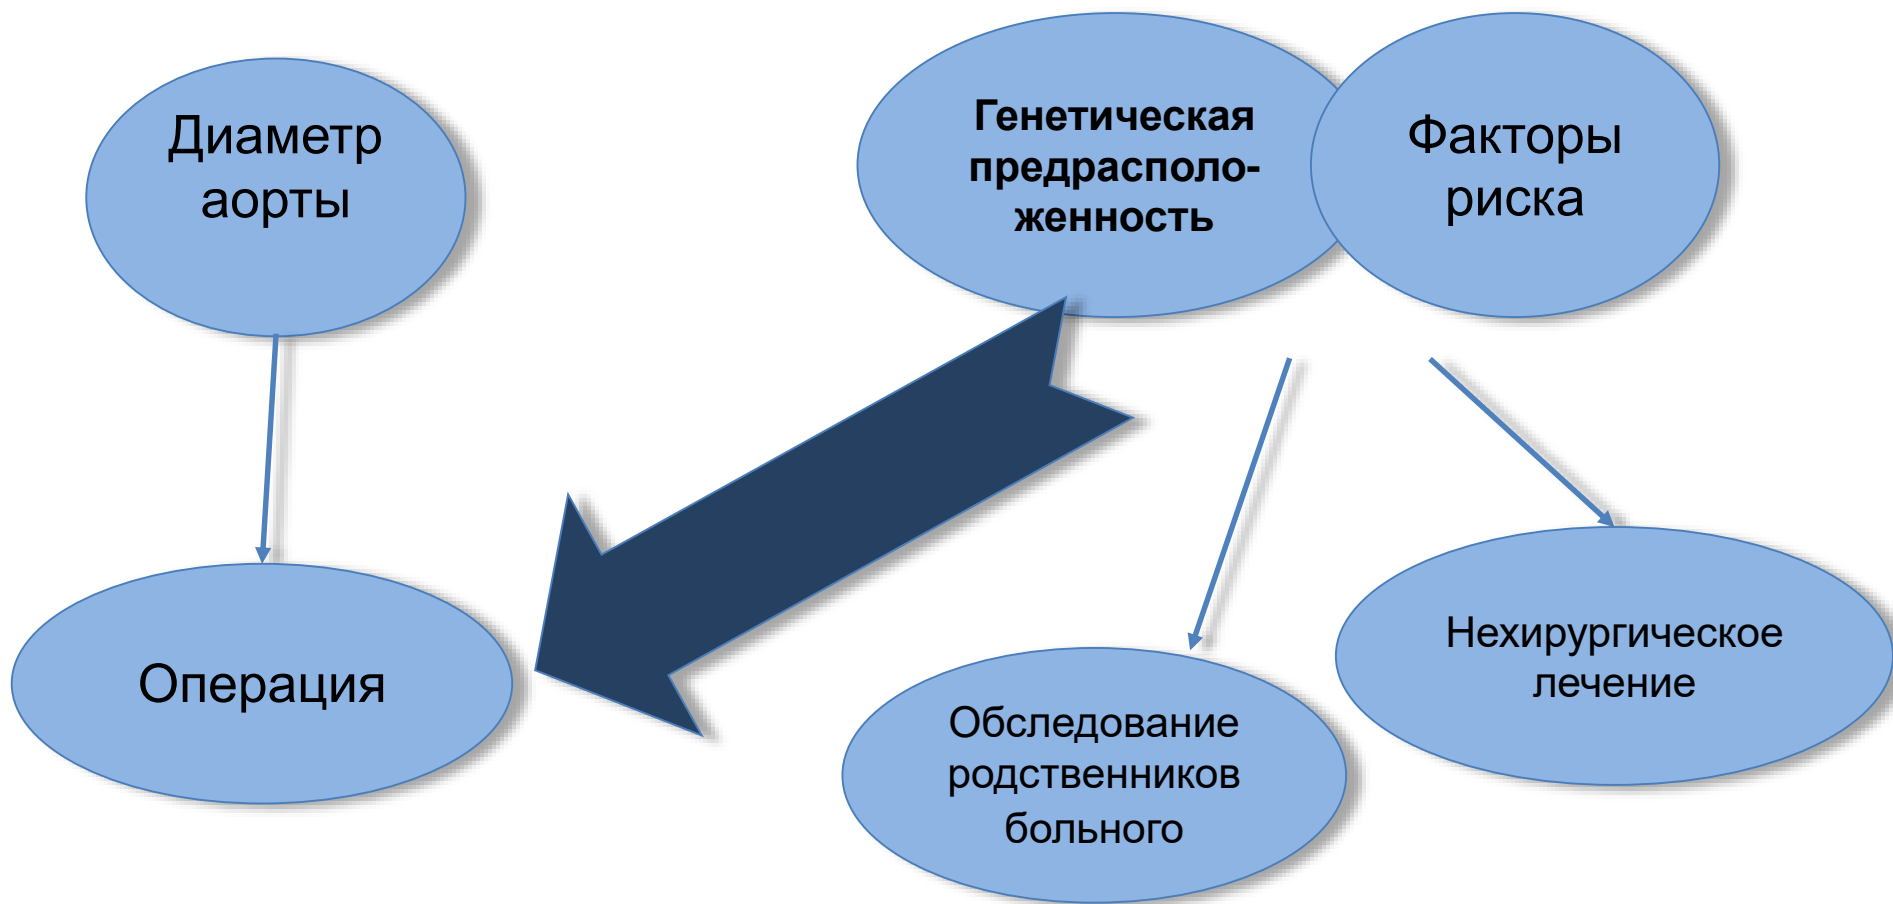 Диаметр
аорты
Генетическая
предрасполо-
женность
Факторы
риска
Операция
Обследование
родственников
больного
Нехирургическое
лечение